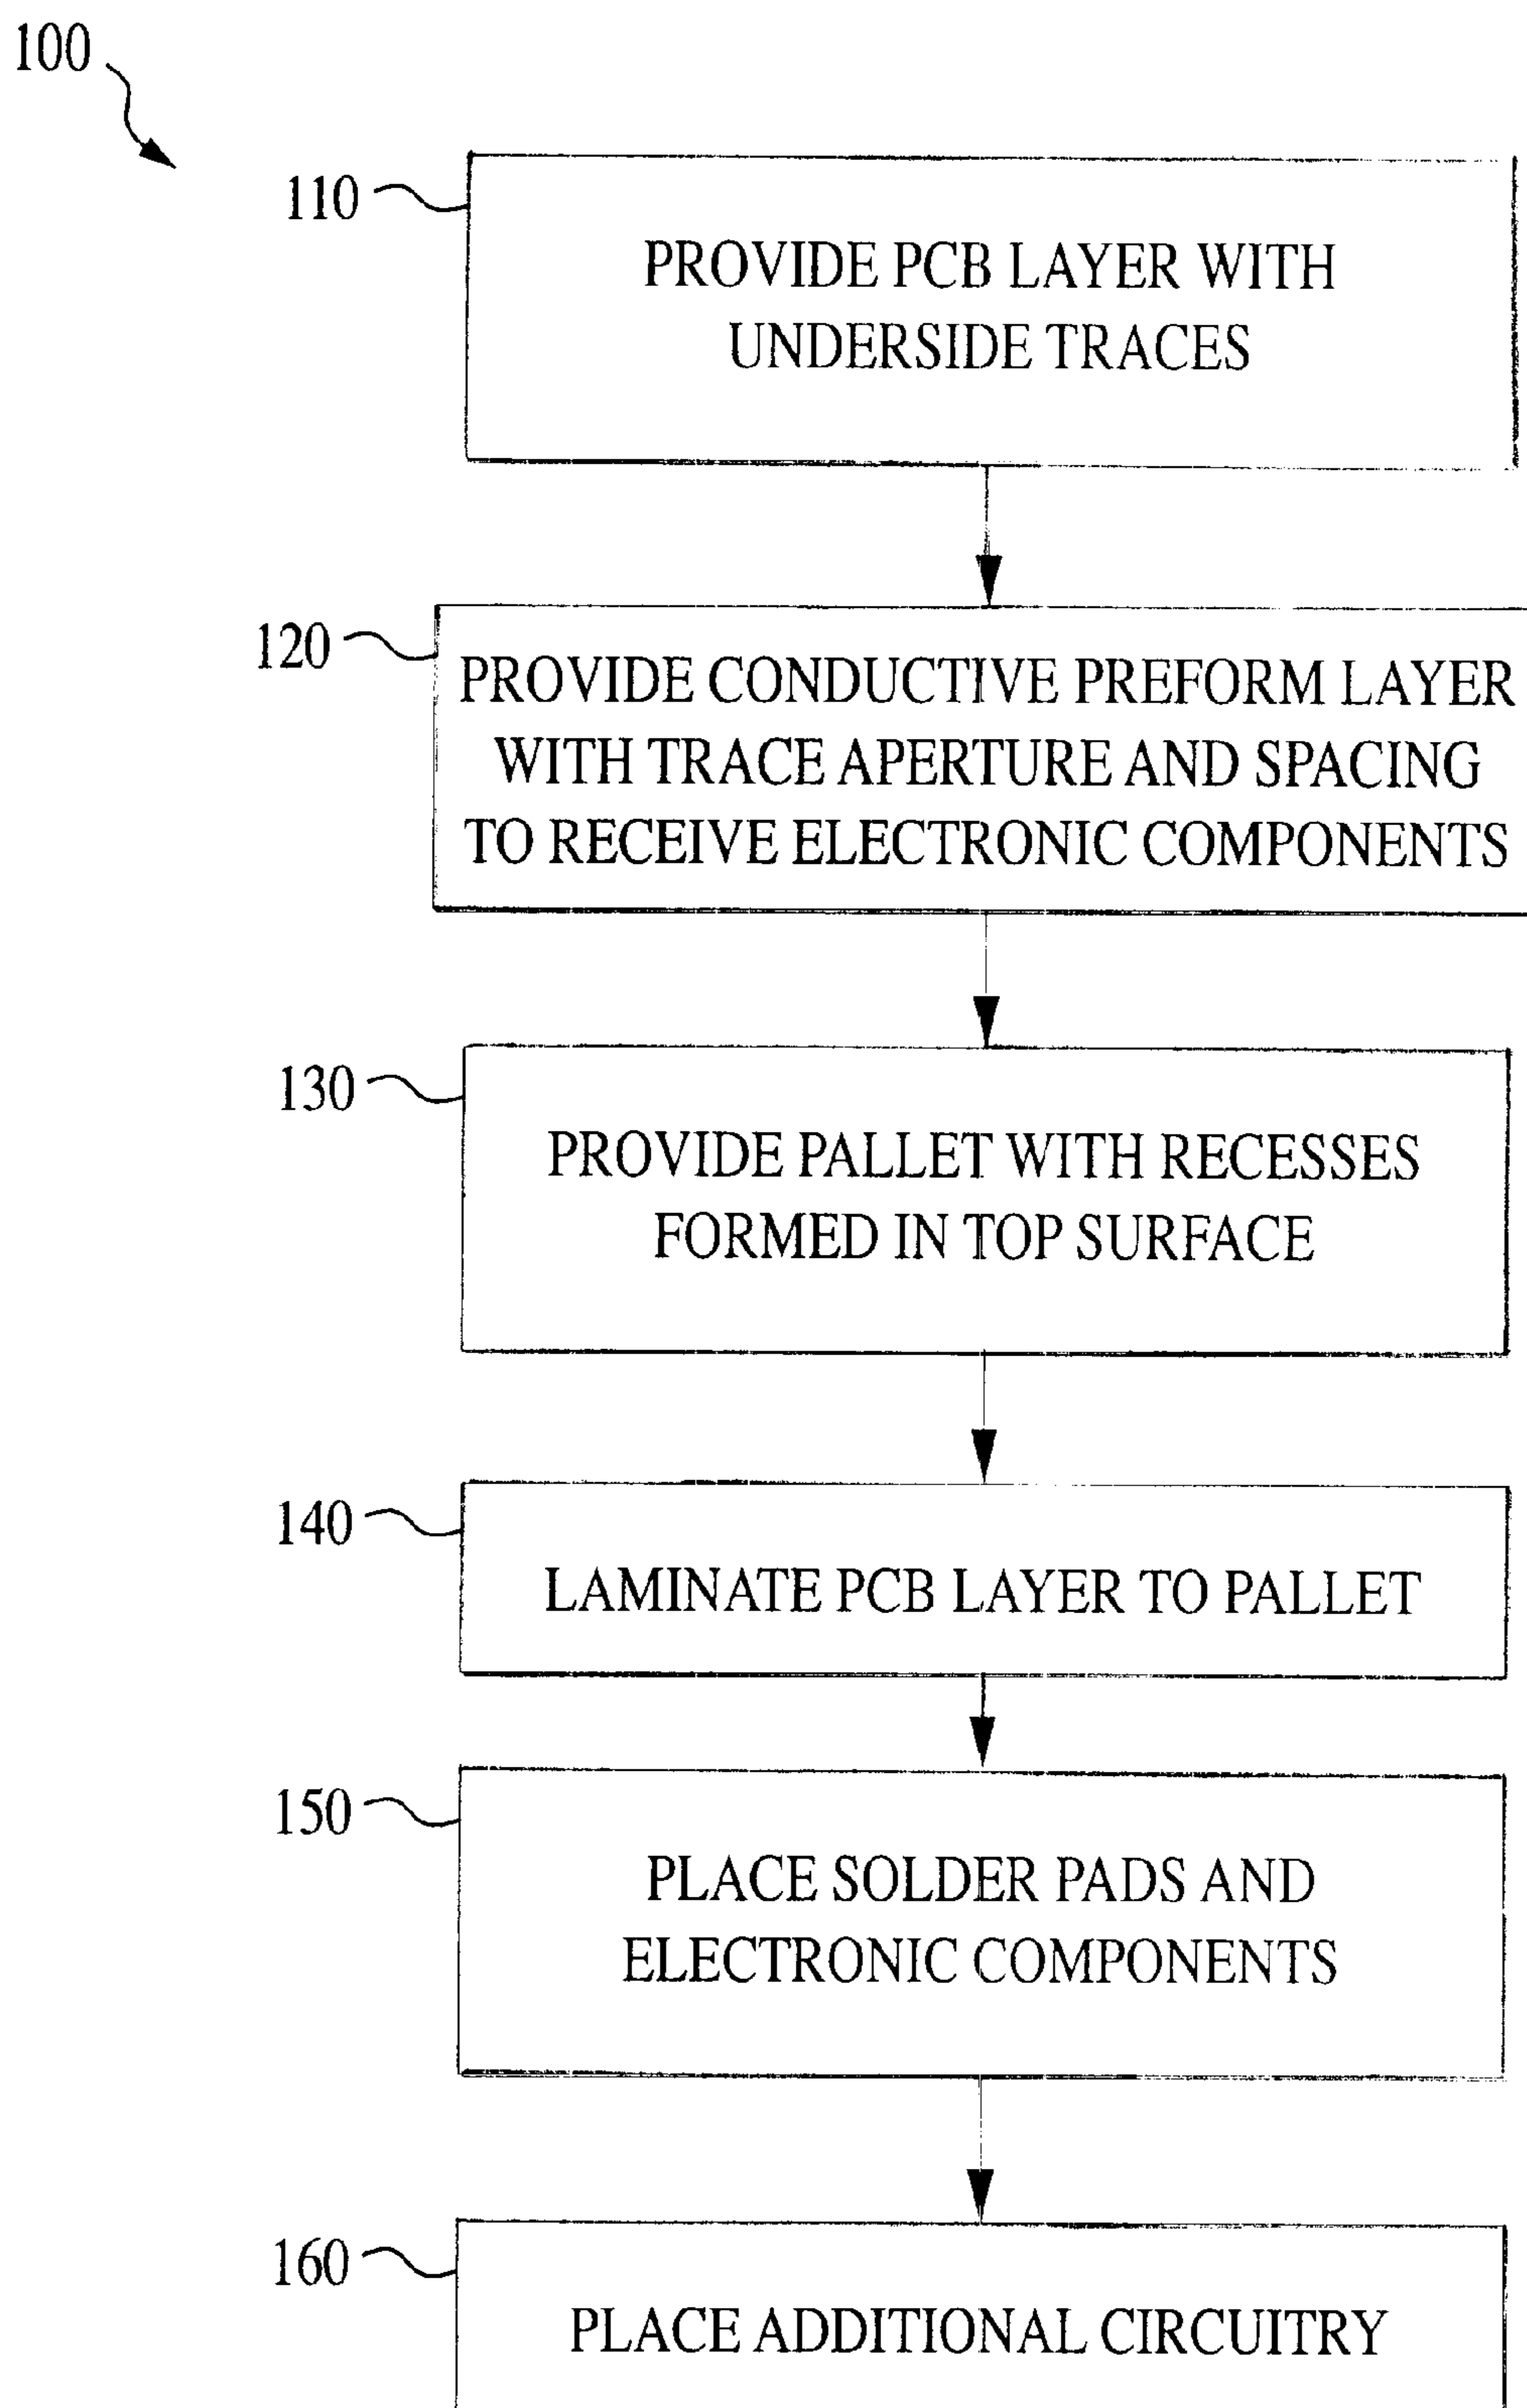 100
110
PROVIDE PCB LAYER WITH
UNDERSIDE TRACES
120
PROVIDE CONDUCTIVE PREFORM LAYER
WITH TRACE APERTURE AND SPACING
TO RECEIVE ELECTRONIC COMPONENTS
130
PROVIDE PALLET WITH RECESSES
FORMED IN TOP SURFACE
140
LAMINATE PCB LAYER TO PALLET
150
PLACE SOLDER PADS AND
ELECTRONIC COMPONENTS
160
PLACE ADDITIONAL CIRCUITRY